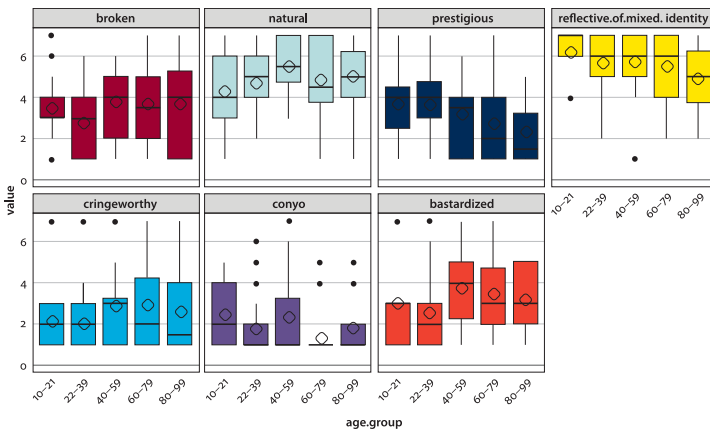 broken natural prestigious reflective.of.mixed. identity
6
4
2
0
10–21 22–39 40–59 60–79 80–99
value
cringeworthy conyo bastardized
6
4
2
0
10–21 22–39 40–59 60–79 80–99 10–21 22–39 40–59 60–79 80–99 10–21 22–39 40–59 60–79 80–99
age.group